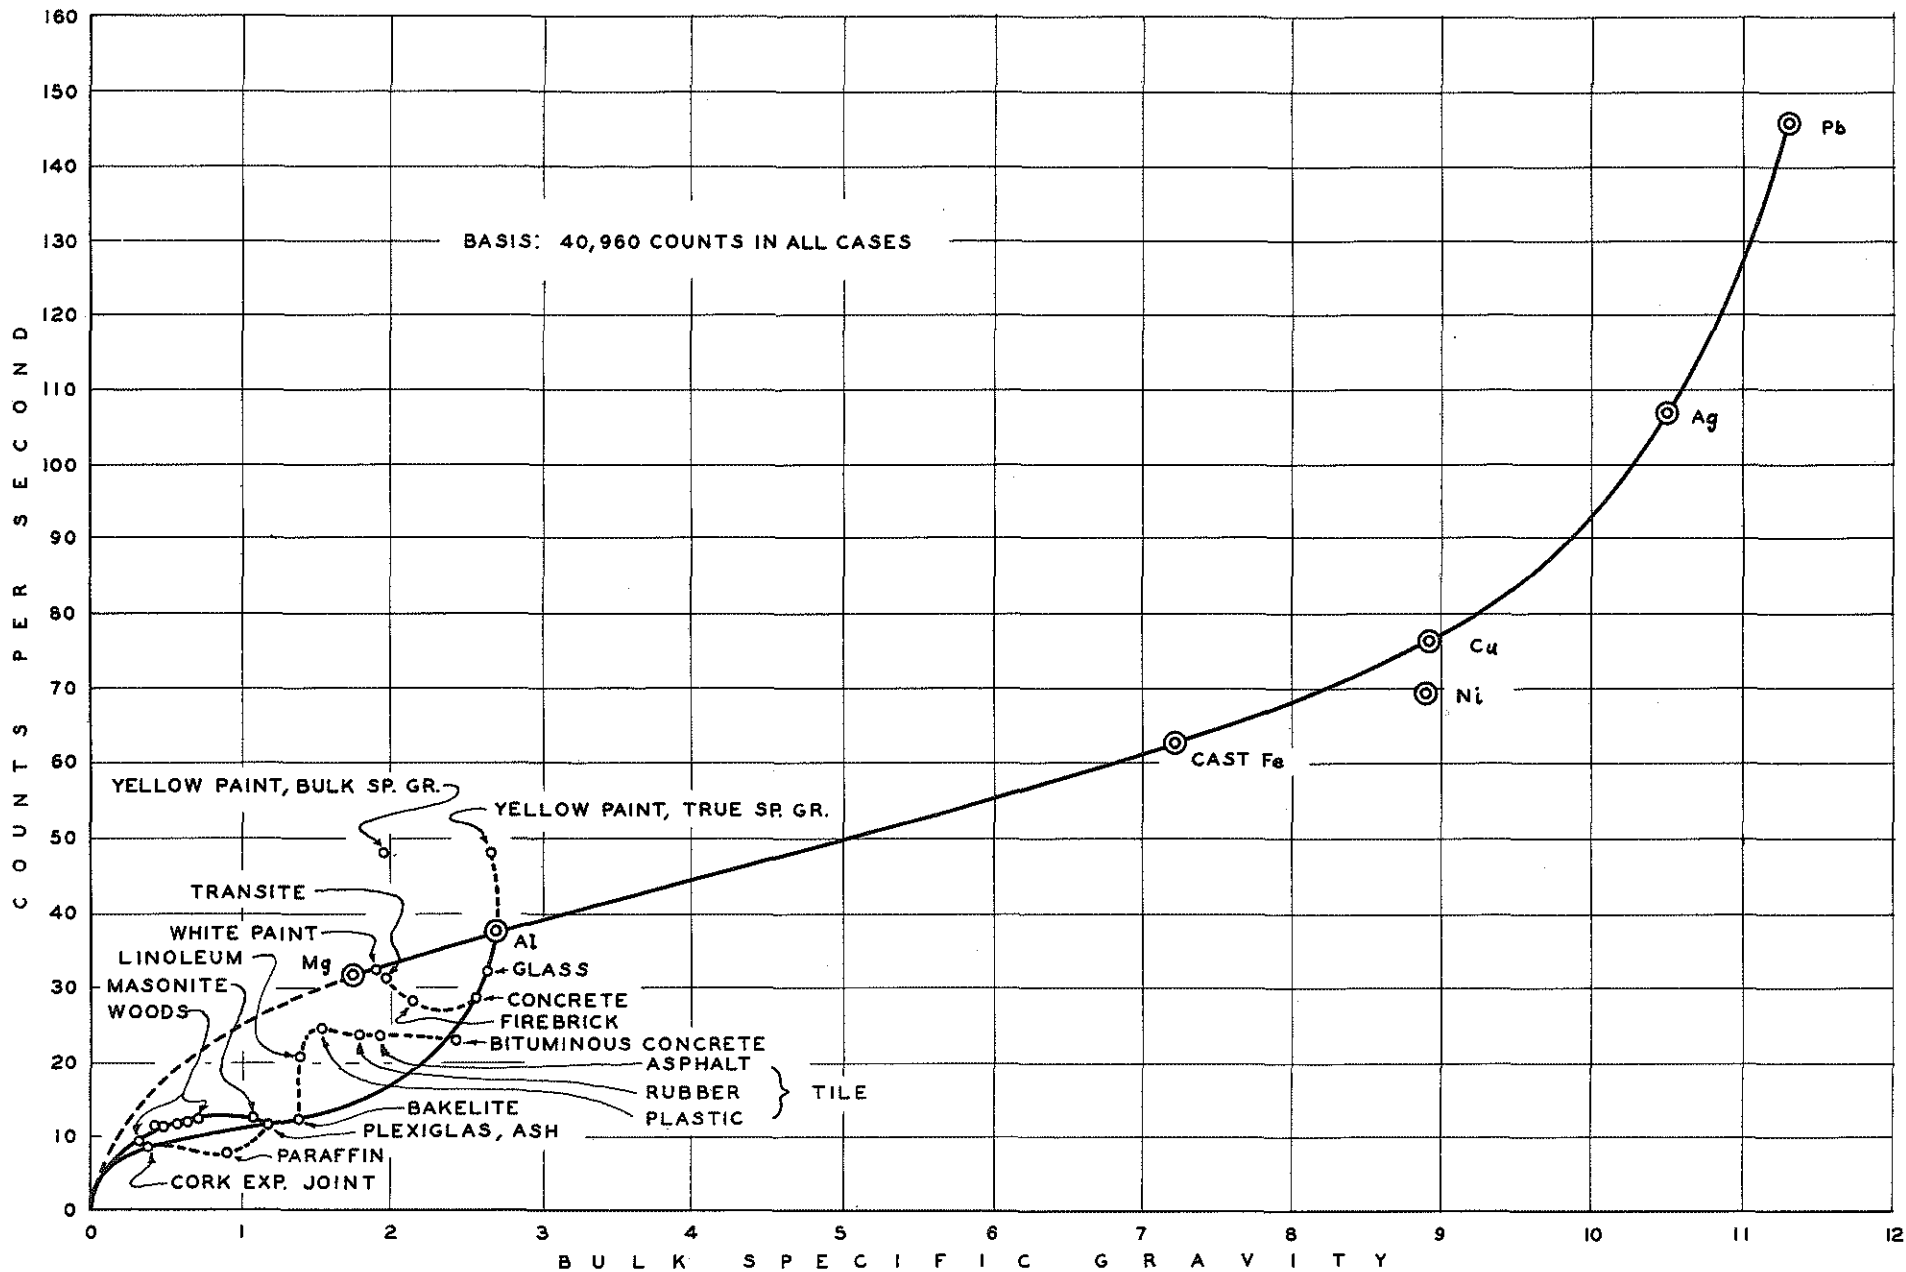 160
150
140
130
120
110
100
90
80
70
60
50
40
30
20
10
0
COUNTS PER SECOND
BASIS: 40,960 COUNTS IN ALL CASES
Pb
Ag
Cu
Ni
CAST Fe
YELLOW PAINT, BULK SP. GR.
YELLOW PAINT, TRUE SP. GR.
TRANSITE
WHITE PAINT
LINOLEUM
Mg
Al
MASONITE
GLASS
WOODS
CONCRETE
FIREBRICK
BITUMINOUS CONCRETE
ASPHALT
RUBBER
TILE
PLASTIC
BAKELITE
PLEXIGLAS, ASH
PARAFFIN
CORK EXP. JOINT
0 1 2 3 4 5 6 7 8 9 10 11 12
BULK SPECIFIC GRAVITY